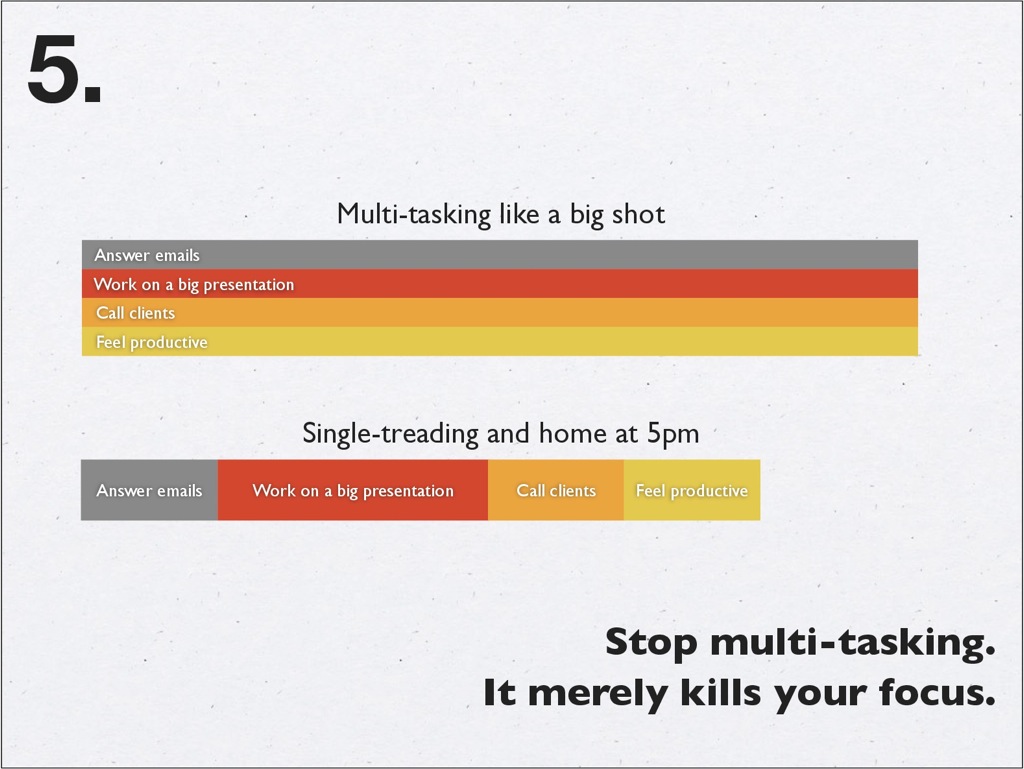 5.
Multi-tasking like a big shot
Answer emails
Work on a big presentation
Call clients
Feel productive
Single-treading and home at 5pm
Answer emails Work on a big presentation Call clients Feel productive
Stop multi-tasking.
It merely kills your focus.